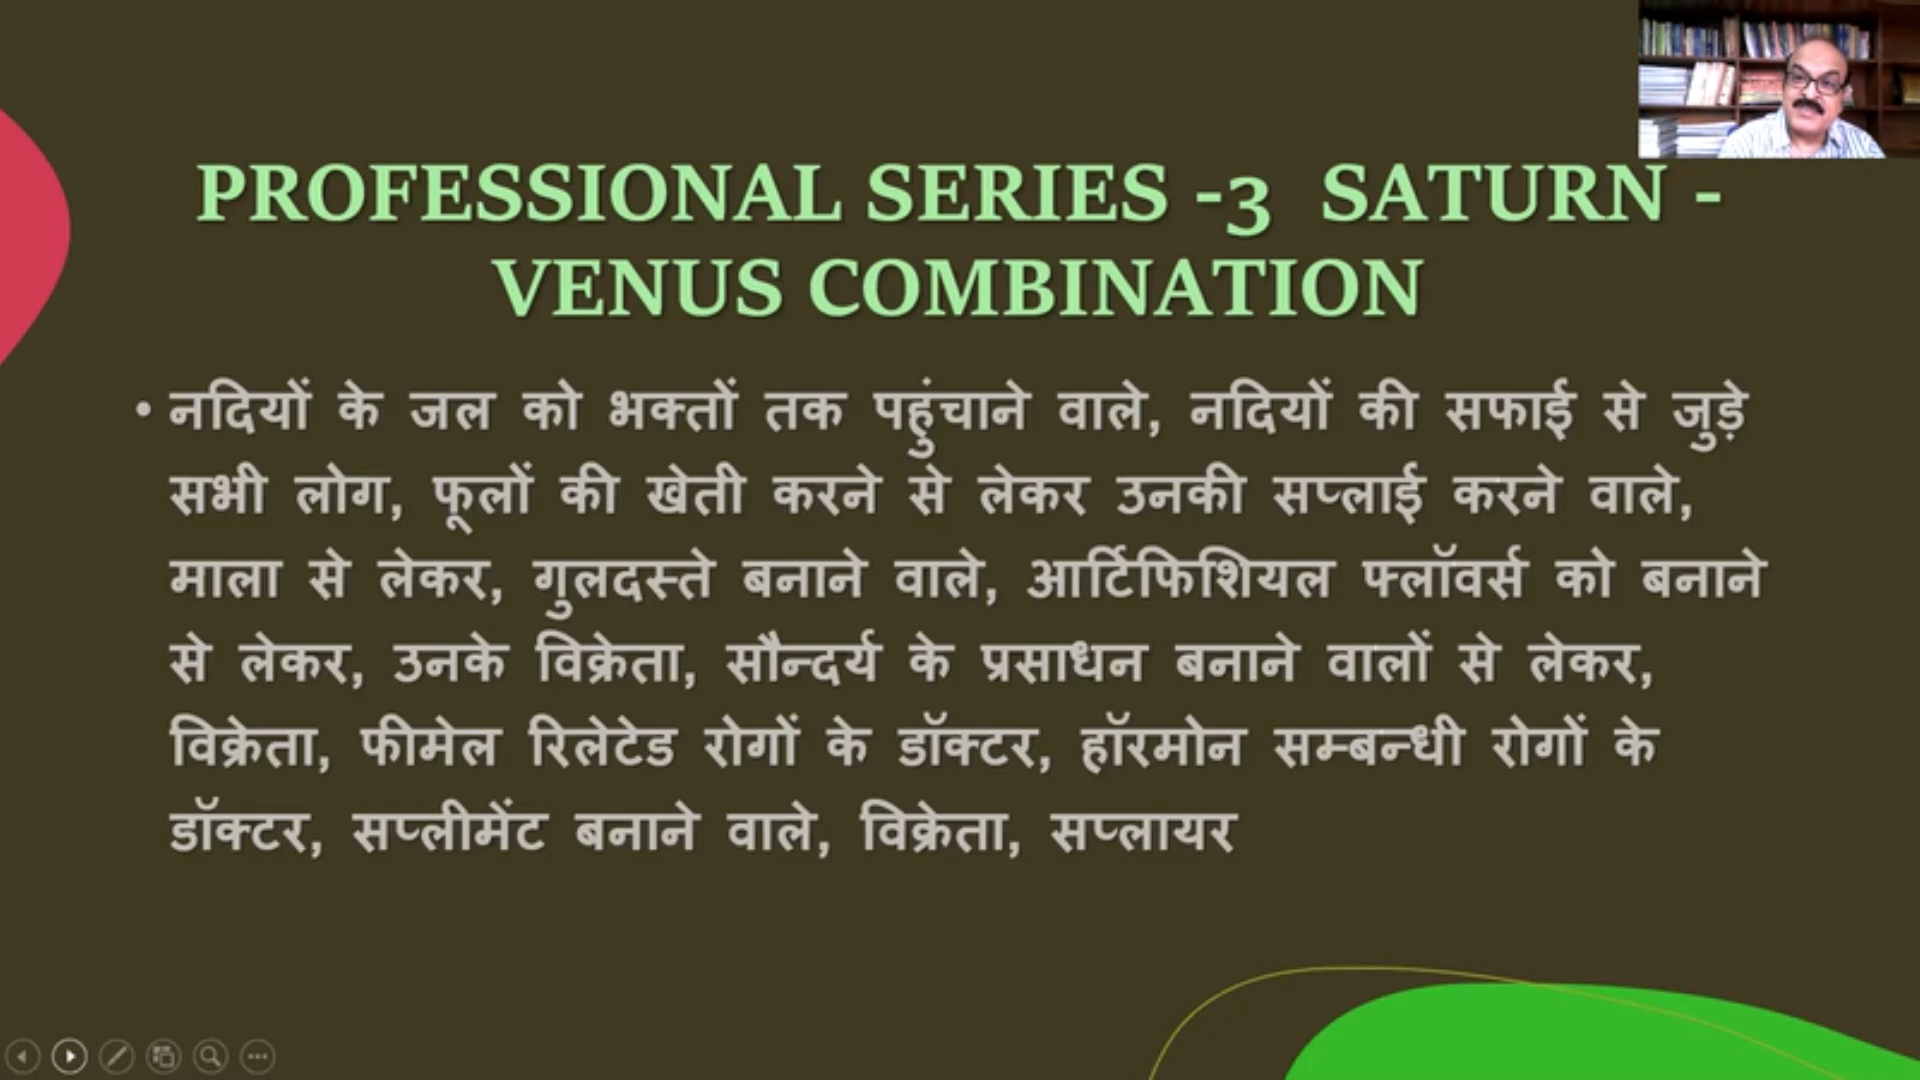 PROFESSIONAL SERIES -3 SATURN -
VENUS COMBINATION
• नदियों के जल को भक्तों तक पहुंचाने वाले, नदियों की सफाई से जुड़े
सभी लोग, फूलों की खेती करने से लेकर उनकी सप्लाई करने वाले,
माला से लेकर, गुलदस्ते बनाने वाले, आर्टिफिशियल फ्लॉवर्स को बनाने
से लेकर, उनके विक्रेता, सौन्दर्य के प्रसाधन बनाने वालों से लेकर,
विक्रेता, फीमेल रिलेटेड रोगों के डॉक्टर, हॉरमोन सम्बन्धी रोगों के
डॉक्टर, सप्लीमेंट बनाने वाले, विक्रेता, सप्लायर